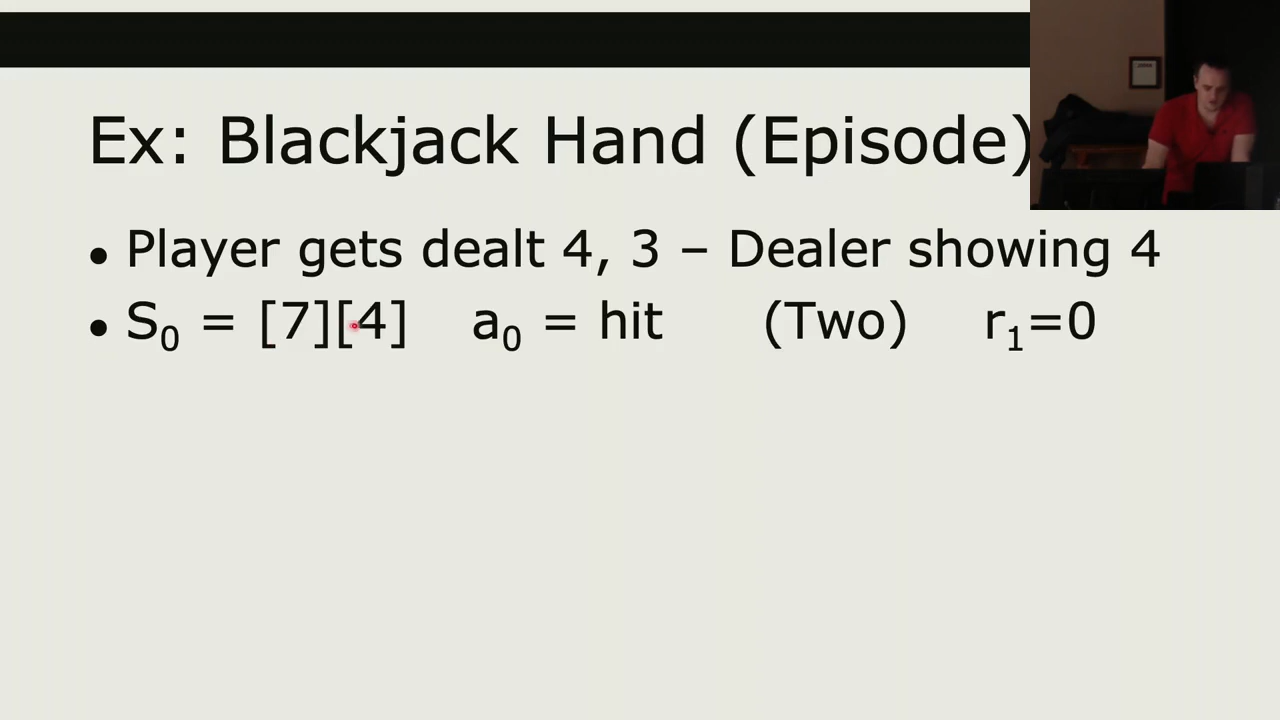 Ex: Blackjack Hand (Episode)
• Player gets dealt 4, 3 – Dealer showing 4
• S₀ = [7][4] a₀ = hit (Two) r₁=0